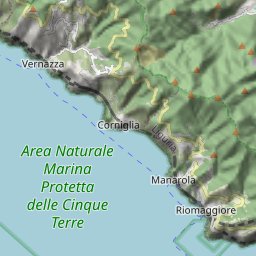 Vernazza
Corniglia
Liguria
Area Naturale
Marina
Protetta
delle Cinque
Terre
Manarola
Riomaggiore